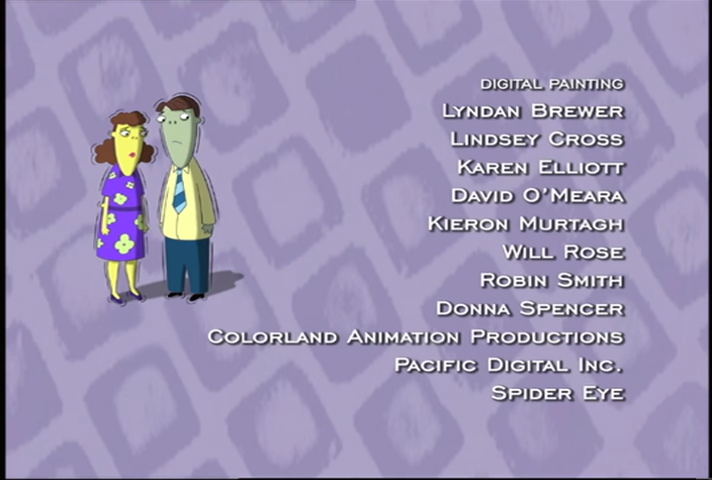 DIGITAL PAINTING
LYNDAN BREWER
LINDSEY CROSS
KAREN ELLIOTT
DAVID O'MEARA
KIERON MURTAGH
WILL ROSE
ROBIN SMITH
DONNA SPENCER
COLORLAND ANIMATION PRODUCTIONS
PACIFIC DIGITAL INC.
SPIDER EYE